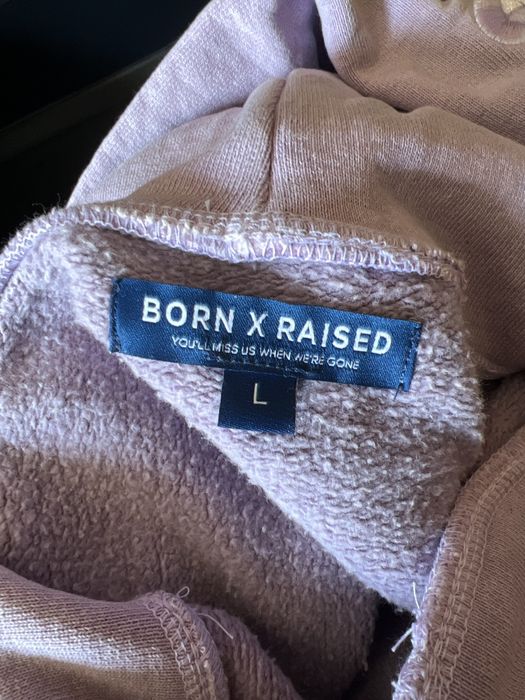 BORN X RAISED
YOU'LL MISS US WHEN WE'RE GONE
L